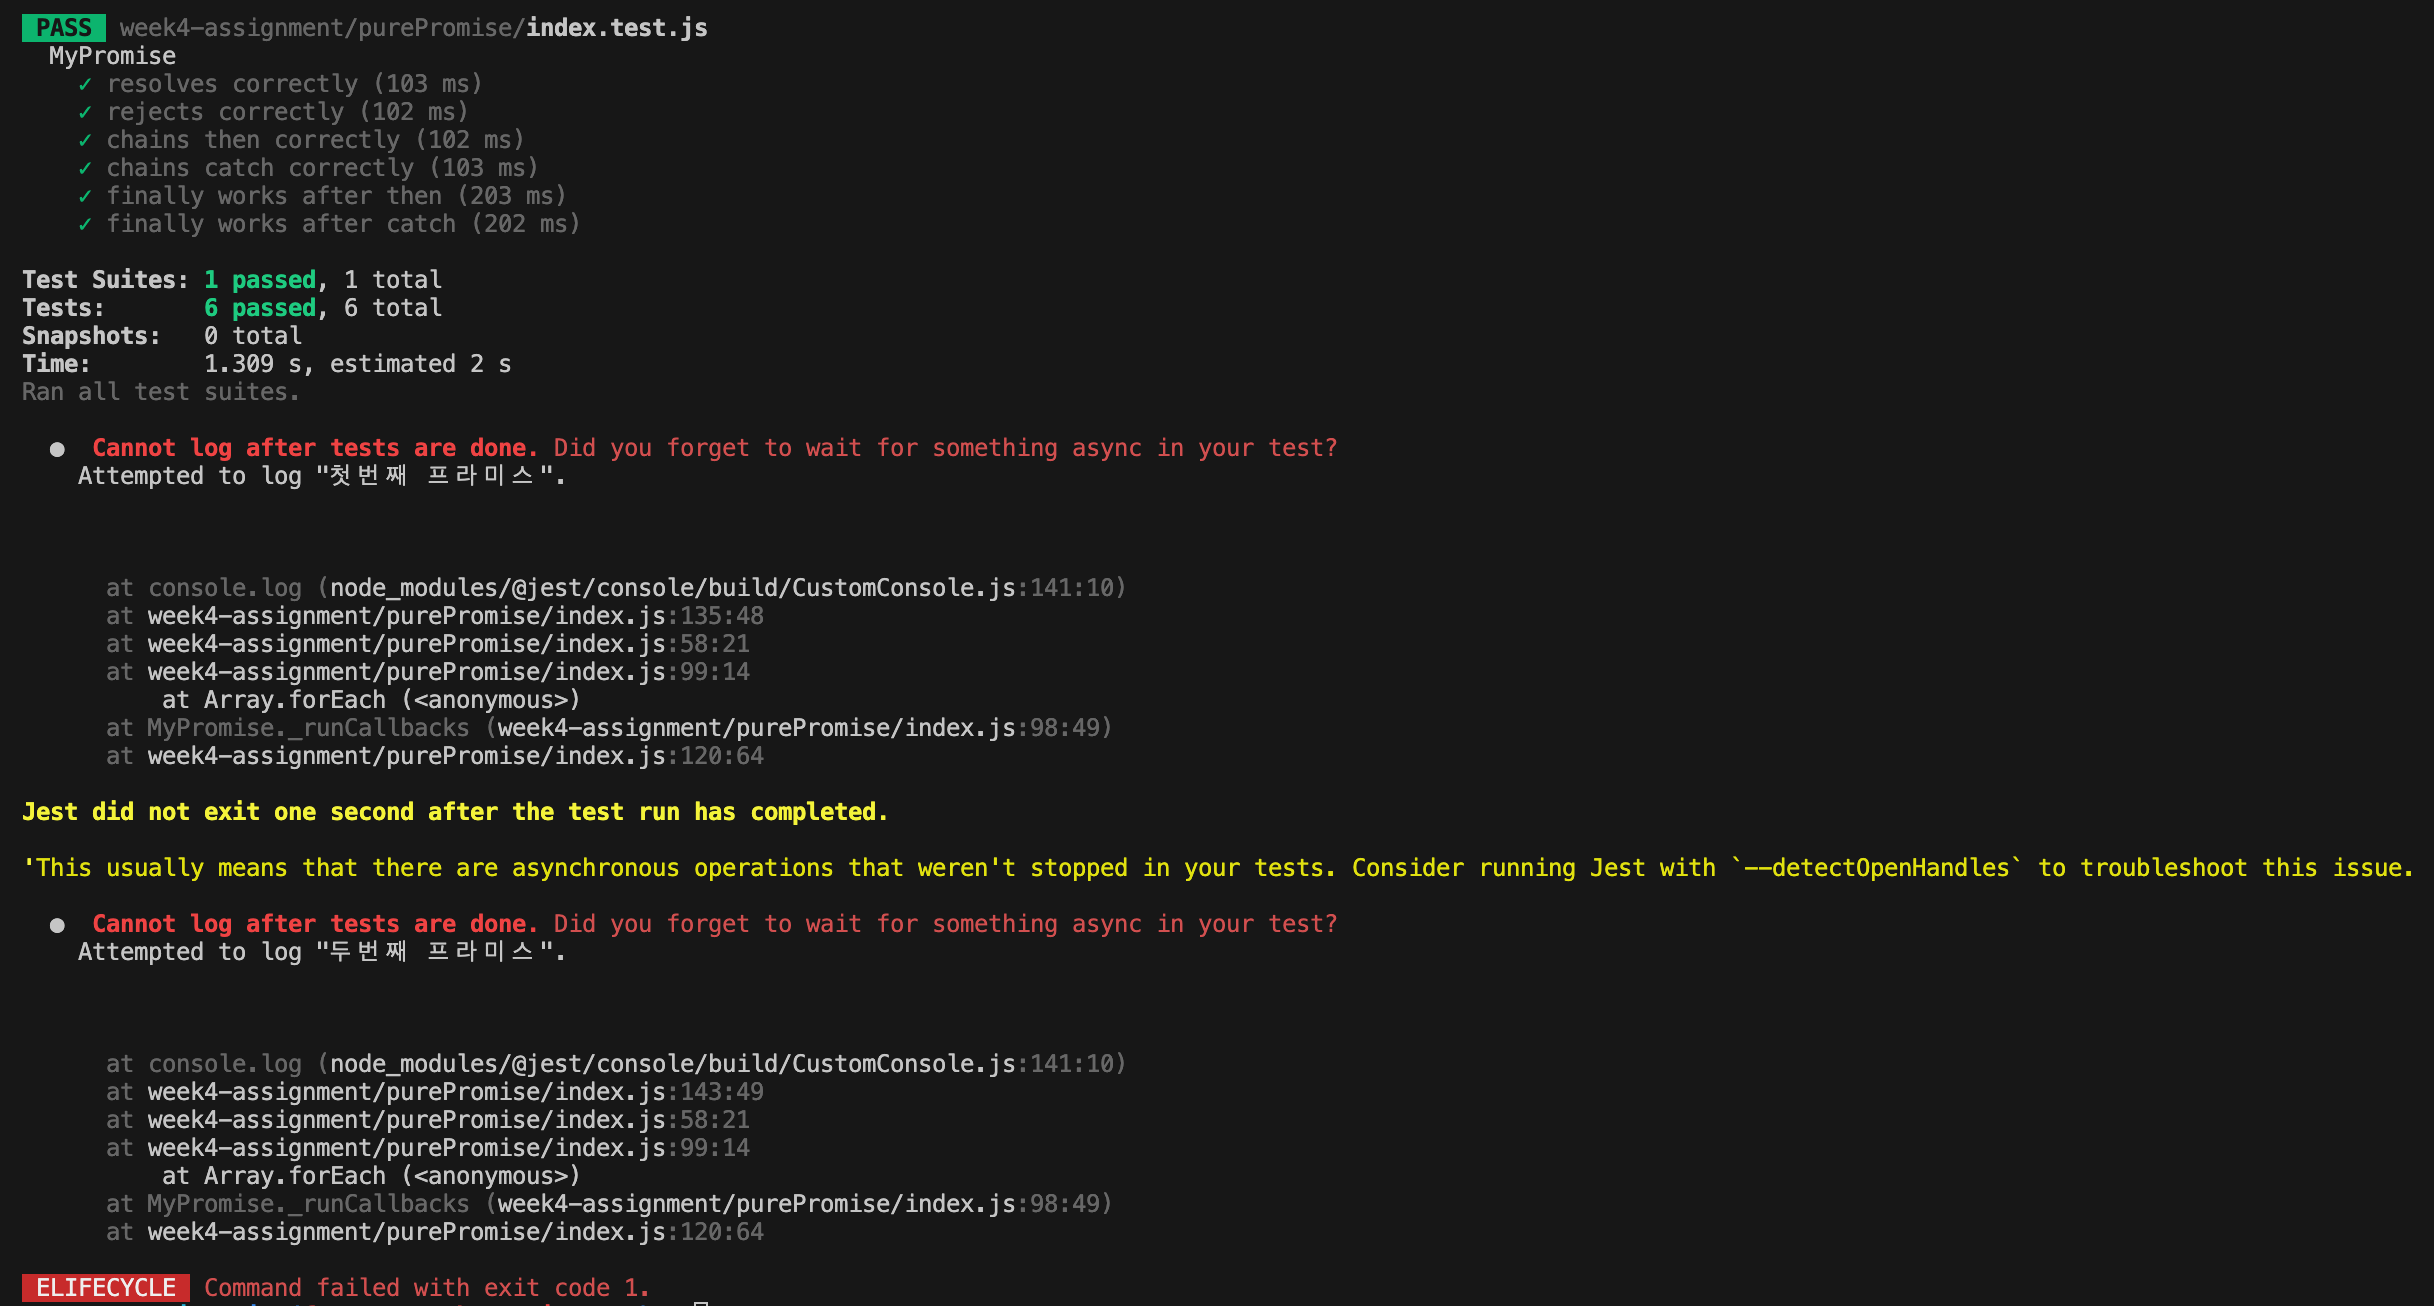 PASS week4-assignment/purePromise/index.test.js
MyPromise
✓ resolves correctly (103 ms)
✓ rejects correctly (102 ms)
✓ chains then correctly (102 ms)
✓ chains catch correctly (103 ms)
✓ finally works after then (203 ms)
✓ finally works after catch (202 ms)
Test Suites: 1 passed, 1 total
Tests: 6 passed, 6 total
Snapshots: 0 total
Time: 1.309 s, estimated 2 s
Ran all test suites.
● Cannot log after tests are done. Did you forget to wait for something async in your test?
Attempted to log "첫번째 프라미스".
at console.log (node_modules/@jest/console/build/CustomConsole.js:141:10)
at week4-assignment/purePromise/index.js:135:48
at week4-assignment/purePromise/index.js:58:21
at week4-assignment/purePromise/index.js:99:14
at Array.forEach (<anonymous>)
at MyPromise._runCallbacks (week4-assignment/purePromise/index.js:98:49)
at week4-assignment/purePromise/index.js:120:64
Jest did not exit one second after the test run has completed.
'This usually means that there are asynchronous operations that weren't stopped in your tests. Consider running Jest with `--detectOpenHandles` to troubleshoot this issue.
● Cannot log after tests are done. Did you forget to wait for something async in your test?
Attempted to log "두번째 프라미스".
at console.log (node_modules/@jest/console/build/CustomConsole.js:141:10)
at week4-assignment/purePromise/index.js:143:49
at week4-assignment/purePromise/index.js:58:21
at week4-assignment/purePromise/index.js:99:14
at Array.forEach (<anonymous>)
at MyPromise._runCallbacks (week4-assignment/purePromise/index.js:98:49)
at week4-assignment/purePromise/index.js:120:64
ELIFECYCLE Command failed with exit code 1.